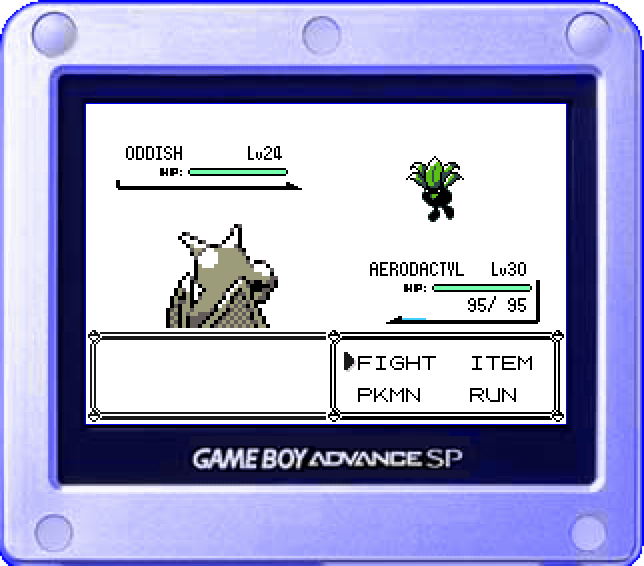 ODDISH Lv24
HP:
AERODACTYL Lv30
HP:
95/ 95
FIGHT ITEM
PKMN RUN
GAME BOY ADVANCE SP